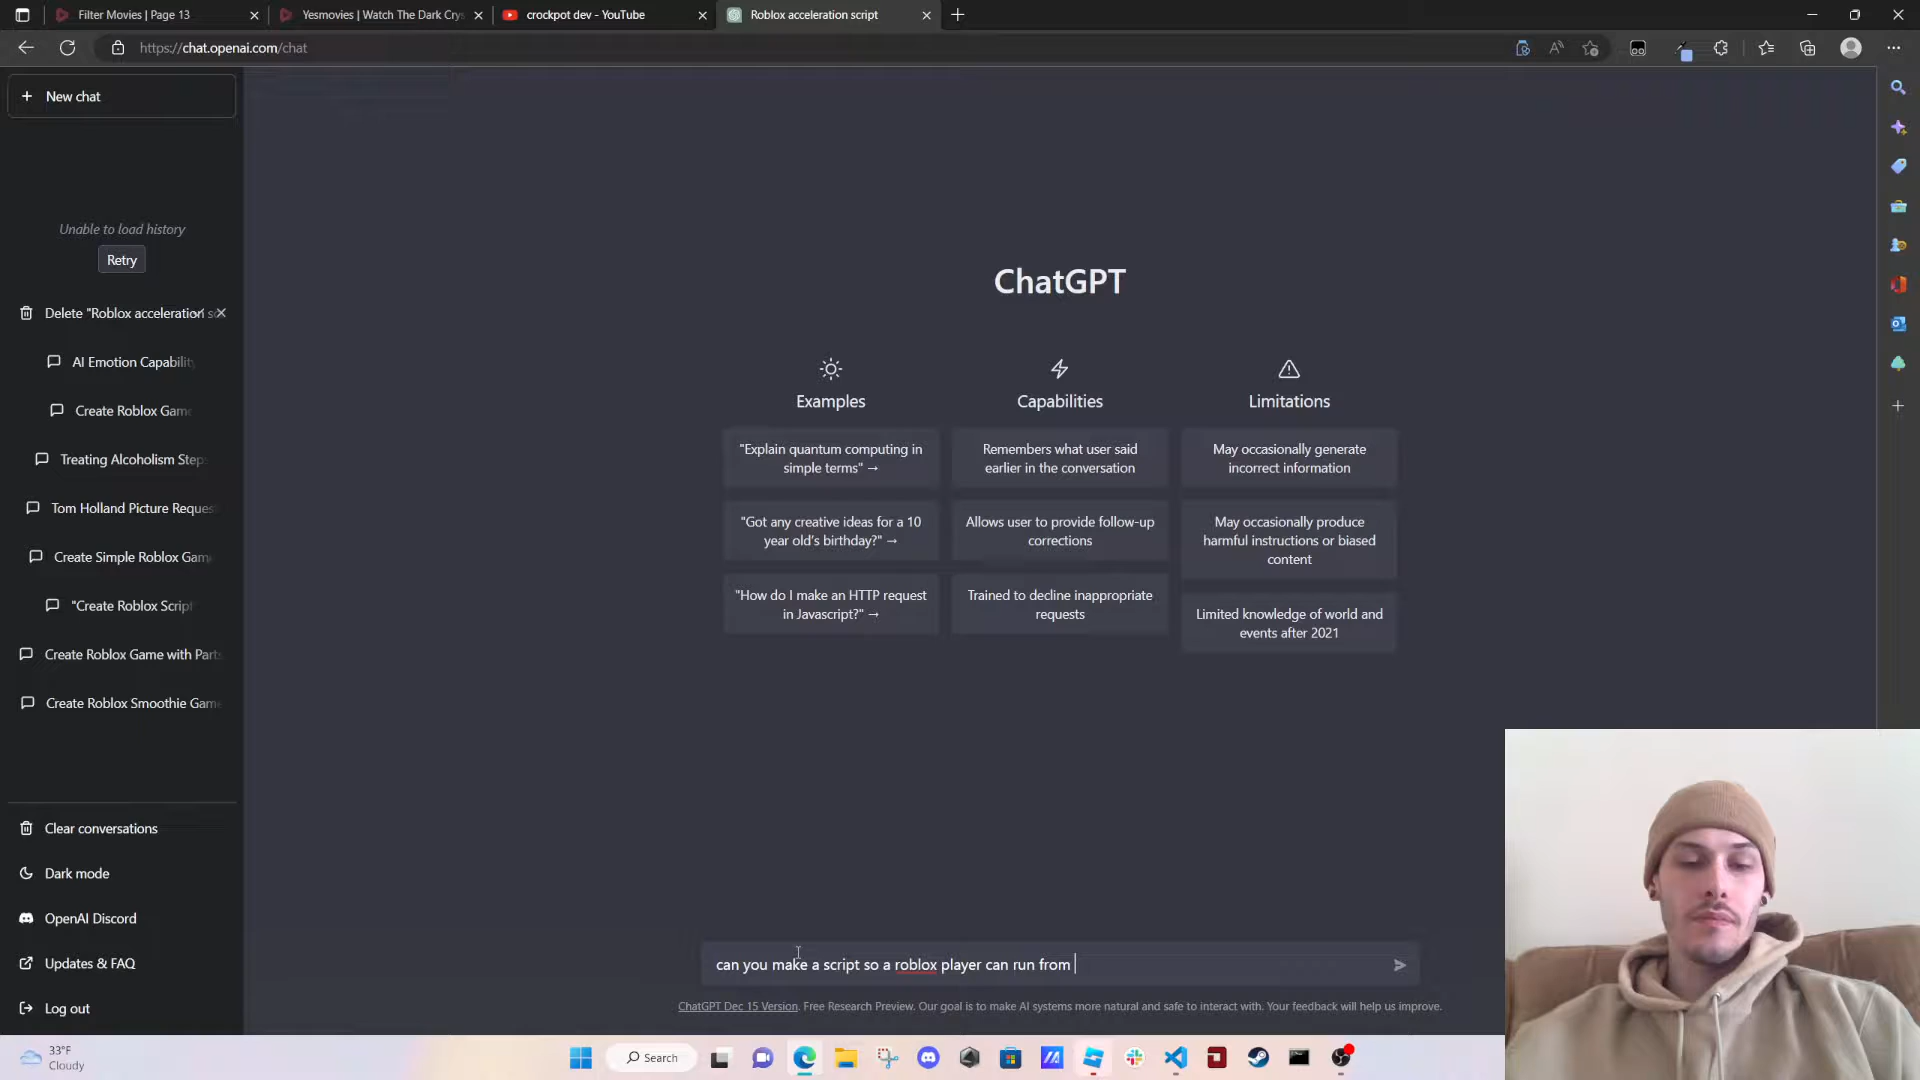 Filter Movies | Page 13
Yesmovies | Watch The Dark Crys
crockpot dev - YouTube
Roblox acceleration script
https://chat.openai.com/chat
New chat
Unable to load history
Retry
Delete "Roblox acceleration sc
AI Emotion Capability
Create Roblox Game
Treating Alcoholism Steps
Tom Holland Picture Request
Create Simple Roblox Game
"Create Roblox Script
Create Roblox Game with Parts
Create Roblox Smoothie Game
Clear conversations
Dark mode
OpenAI Discord
Updates & FAQ
Log out
ChatGPT
Examples
"Explain quantum computing in
simple terms" →
"Got any creative ideas for a 10
year old's birthday?" →
"How do I make an HTTP request
in Javascript?" →
Capabilities
Remembers what user said
earlier in the conversation
Allows user to provide follow-up
corrections
Trained to decline inappropriate
requests
Limitations
May occasionally generate
incorrect information
May occasionally produce
harmful instructions or biased
content
Limited knowledge of world and
events after 2021
can you make a script so a roblox player can run from
ChatGPT Dec 15 Version. Free Research Preview. Our goal is to make AI systems more natural and safe to interact with. Your feedback will help us improve.
33°F
Cloudy
Search